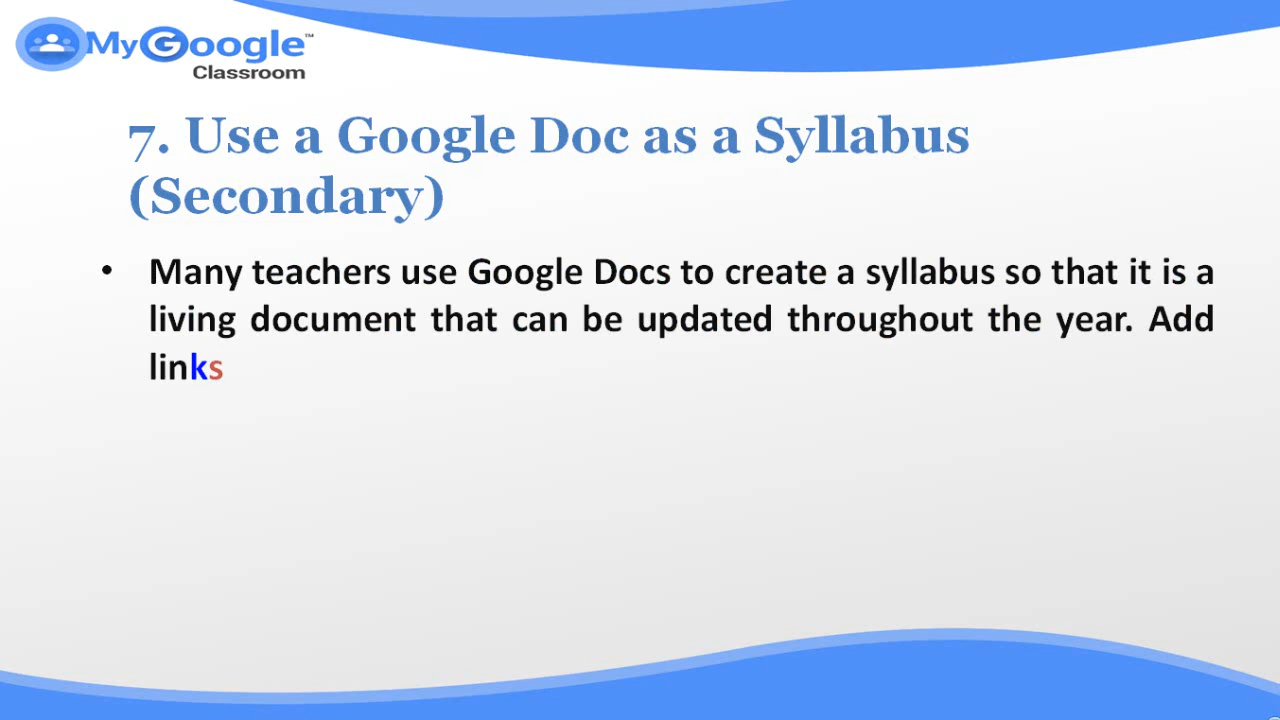 MyGoogle™
Classroom
7. Use a Google Doc as a Syllabus
(Secondary)
• Many teachers use Google Docs to create a syllabus so that it is a
living document that can be updated throughout the year. Add
links